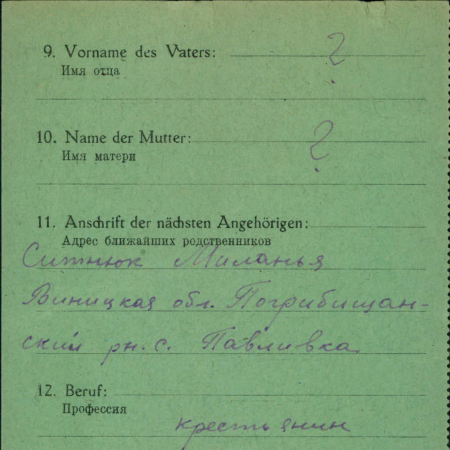 9. Vorname des Vaters: ?
Имя отца
10. Name der Mutter: ?
Имя матери
11. Anschrift der nächsten Angehörigen:
Адрес ближайших родственников
Ситнюк Миланья
Виницкая обл. Погрибищан-
ский рн. с. Павливка
12. Beruf:
Профессия
крестьянин